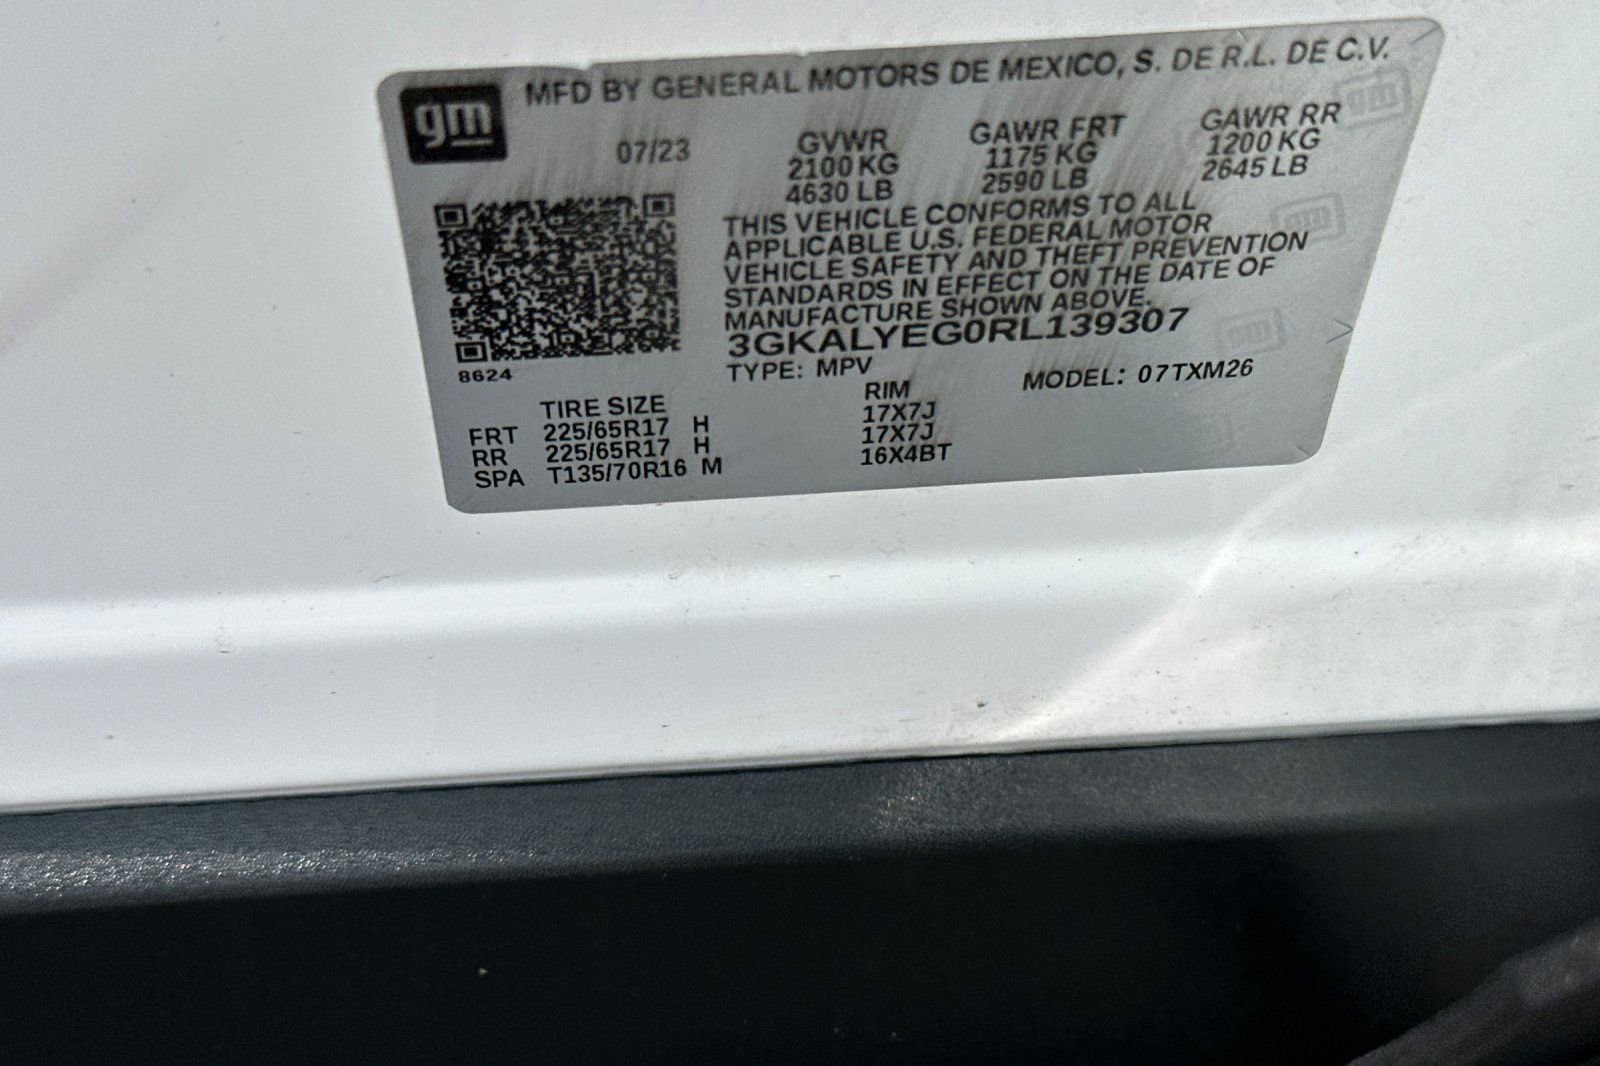 gm MFD BY GENERAL MOTORS DE MEXICO, S. DE R.L. DE C.V.
07/23 GVWR GAWR FRT GAWR RR
2100 KG 1175 KG 1200 KG
4630 LB 2590 LB 2645 LB
THIS VEHICLE CONFORMS TO ALL
APPLICABLE U.S. FEDERAL MOTOR
VEHICLE SAFETY AND THEFT PREVENTION
STANDARDS IN EFFECT ON THE DATE OF
MANUFACTURE SHOWN ABOVE.
3GKALYEG0RL139307
8624
TYPE: MPV MODEL: 07TXM26
TIRE SIZE RIM
FRT 225/65R17 H 17X7J
RR 225/65R17 H 17X7J
SPA T135/70R16 M 16X4BT